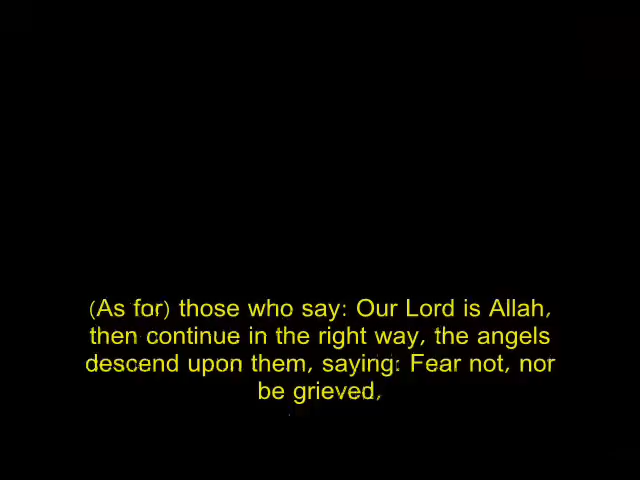 (As for) those who say: Our Lord is Allah,
then continue in the right way, the angels
descend upon them, saying: Fear not, nor
be grieved,